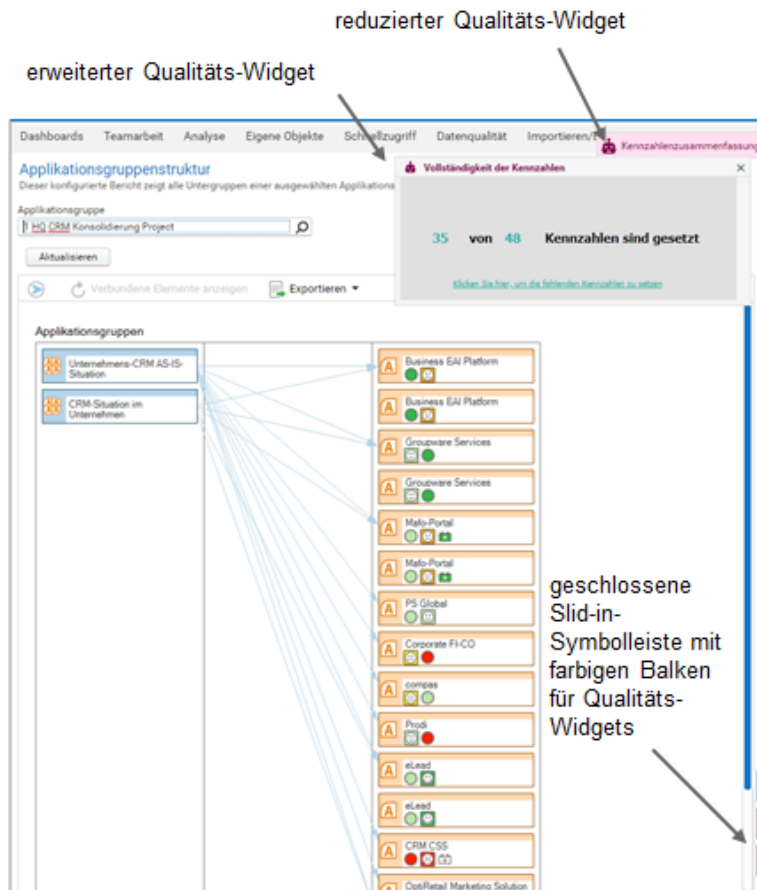 reduzierter Qualitäts-Widget
erweiterter Qualitäts-Widget
Dashboards Teamarbeit Analyse Eigene Objekte Schnellzugriff Datenqualität Importieren/
Kennzahlenzusammenfassung
Applikationsgruppenstruktur
Dieser konfigurierte Bericht zeigt alle Untergruppen einer ausgewählten Applikations
Vollständigkeit der Kennzahlen
Applikationsgruppe
HQ CRM Konsolidierung Project
35 von 48 Kennzahlen sind gesetzt
Aktualisieren
Klicken Sie hier, um die fehlenden Kennzahlen zu setzen
Verbundene Elemente anzeigen Exportieren
Applikationsgruppen
Unternehmens-CRM AS-IS-
Situation
CRM-Situation im
Unternehmen
A Business EAI Platform
A Business EAI Platform
A Groupware Services
A Groupware Services
A Mafo-Portal
A Mafo-Portal
A PS Global
A Corporate FI-CO
A compas
A Prodi
A eLead
A eLead
A CRM CSS
A OptiRetail Marketing Solution
geschlossene
Slid-in-
Symbolleiste mit
farbigen Balken
für Qualitäts-
Widgets